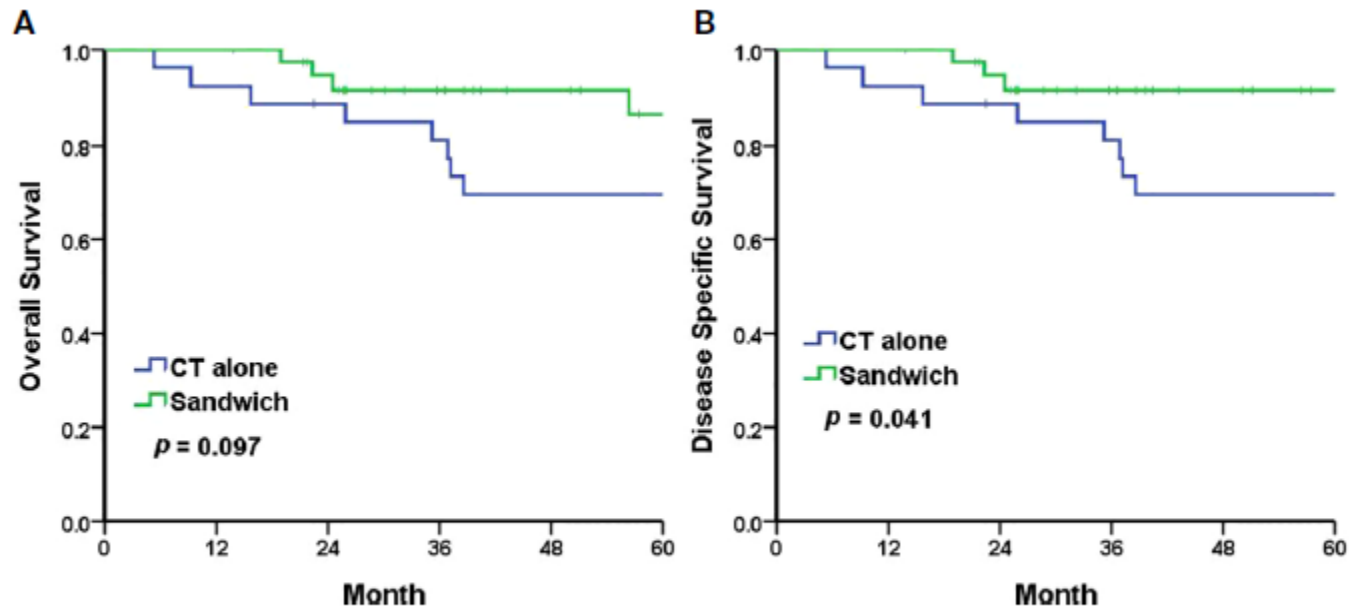 A
Overall Survival
1.0
0.8
0.6
0.4
0.2
0.0
CT alone
Sandwich
p = 0.097
0 12 24 36 48 60
Month
B
Disease Specific Survival
1.0
0.8
0.6
0.4
0.2
0.0
CT alone
Sandwich
p = 0.041
0 12 24 36 48 60
Month